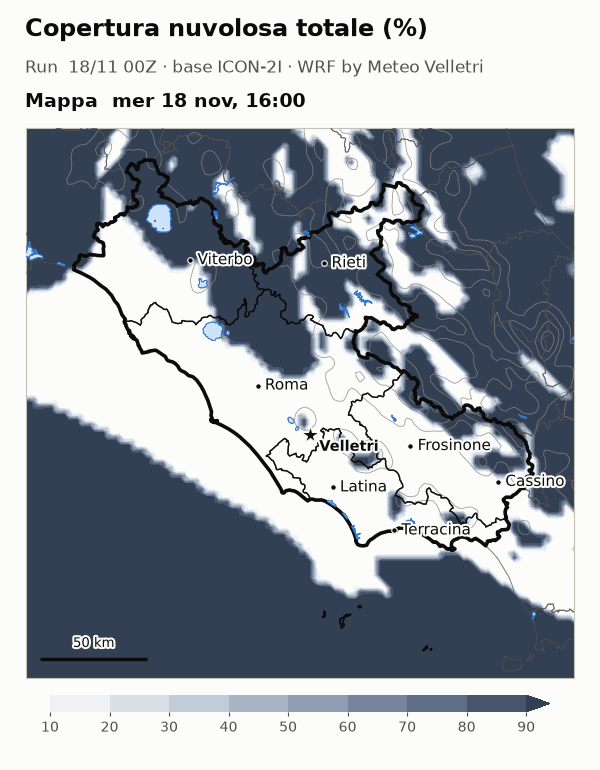 Copertura nuvolosa totale (%)
Run 18/11 00Z · base ICON-2I · WRF by Meteo Velletri
Mappa mer 18 nov, 16:00
Viterbo
Rieti
Roma
Velletri
Frosinone
Cassino
Latina
Terracina
50 km
10 20 30 40 50 60 70 80 90